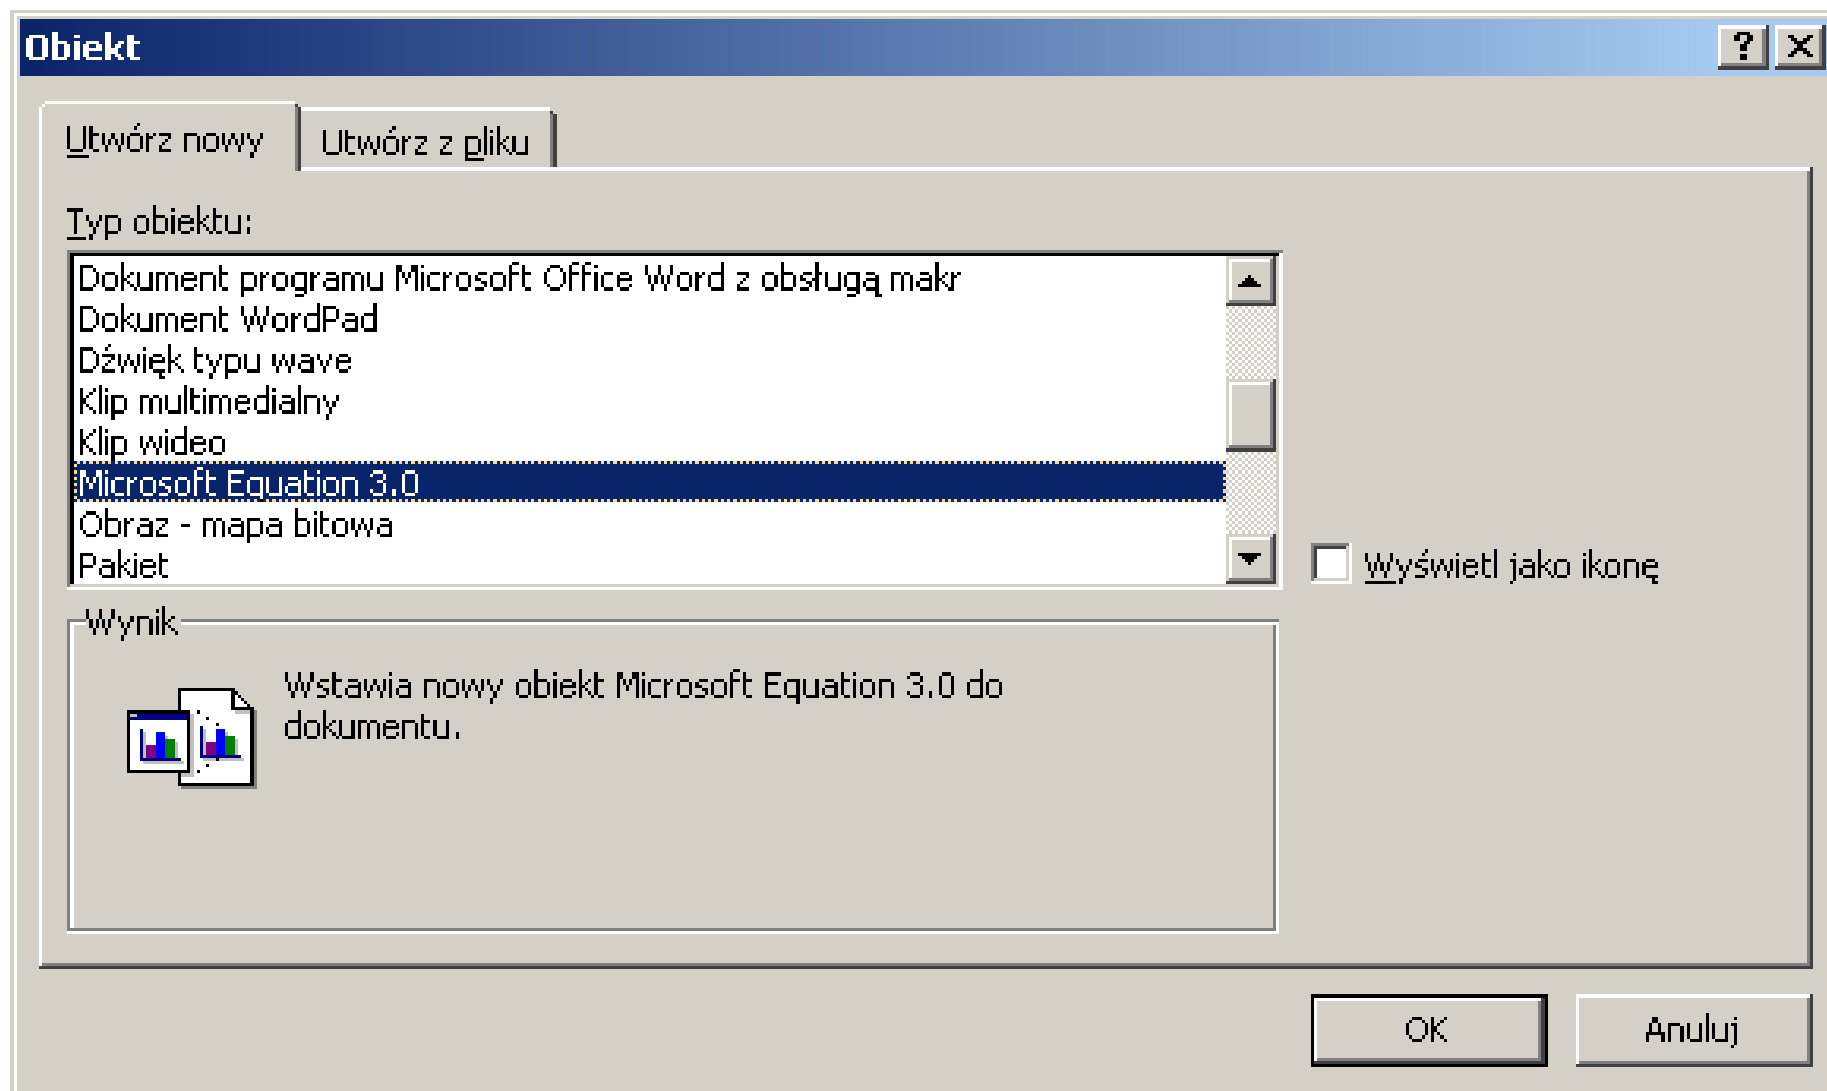 Obiekt
Utwórz nowy
Utwórz z pliku
Typ obiektu:
Dokument programu Microsoft Office Word z obsługą makr
Dokument WordPad
Dźwięk typu wave
Klip multimedialny
Klip wideo
Microsoft Equation 3.0
Obraz - mapa bitowa
Pakiet
Wyświetl jako ikonę
Wynik
Wstawia nowy obiekt Microsoft Equation 3.0 do
dokumentu.
OK
Anuluj